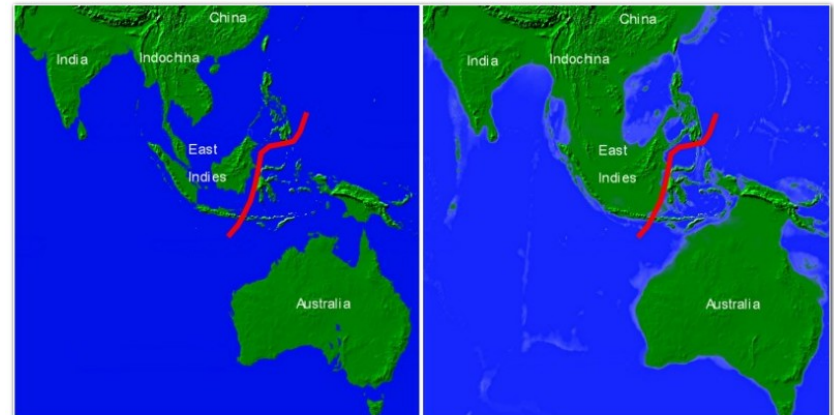 China
India
Indochina
East
Indies
Australia
China
India
Indochina
East
Indies
Australia